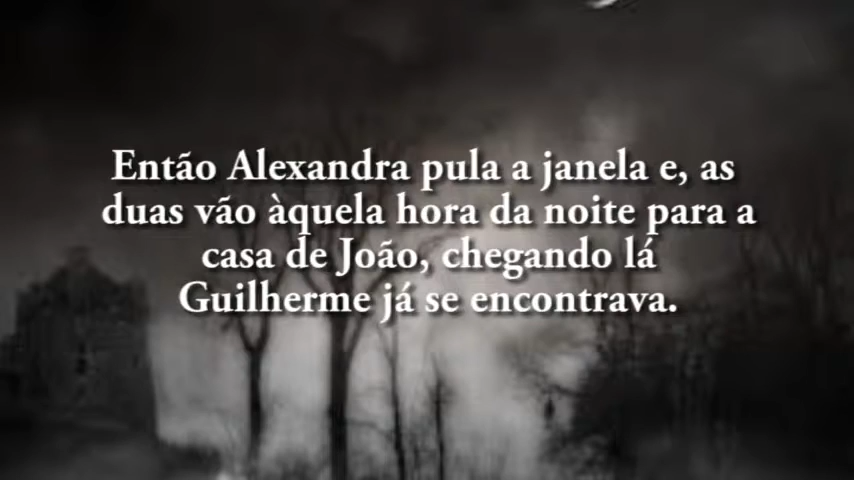 Então Alexandra pula a janela e, as
duas vão àquela hora da noite para a
casa de João, chegando lá
Guilherme já se encontrava.